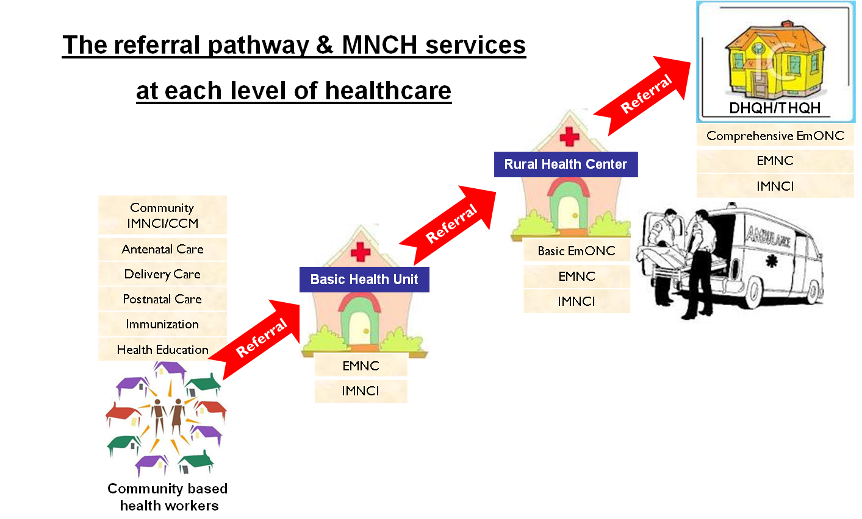 The referral pathway & MNCH services
at each level of healthcare
DHQH/THQH
Comprehensive EmONC
EMNC
IMNCI
Referral
Rural Health Center
Basic EmONC
EMNC
IMNCI
AMBULANCE
Referral
Basic Health Unit
EMNC
IMNCI
Referral
Community
IMNCI/CCM
Antenatal Care
Delivery Care
Postnatal Care
Immunization
Health Education
Community based
health workers